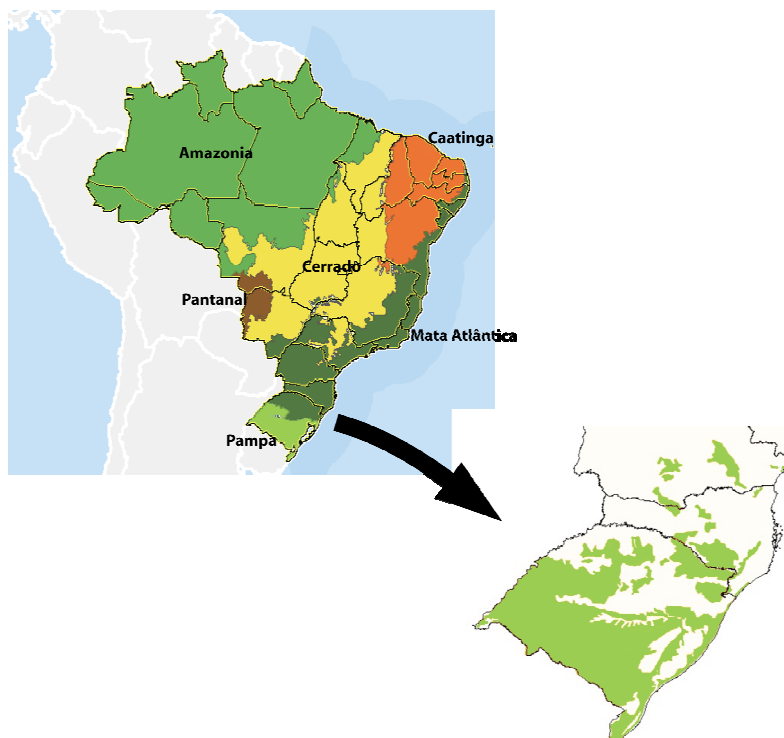 Caatinga
Amazonia
Cerrado
Pantanal
Mata Atlântica
Pampa